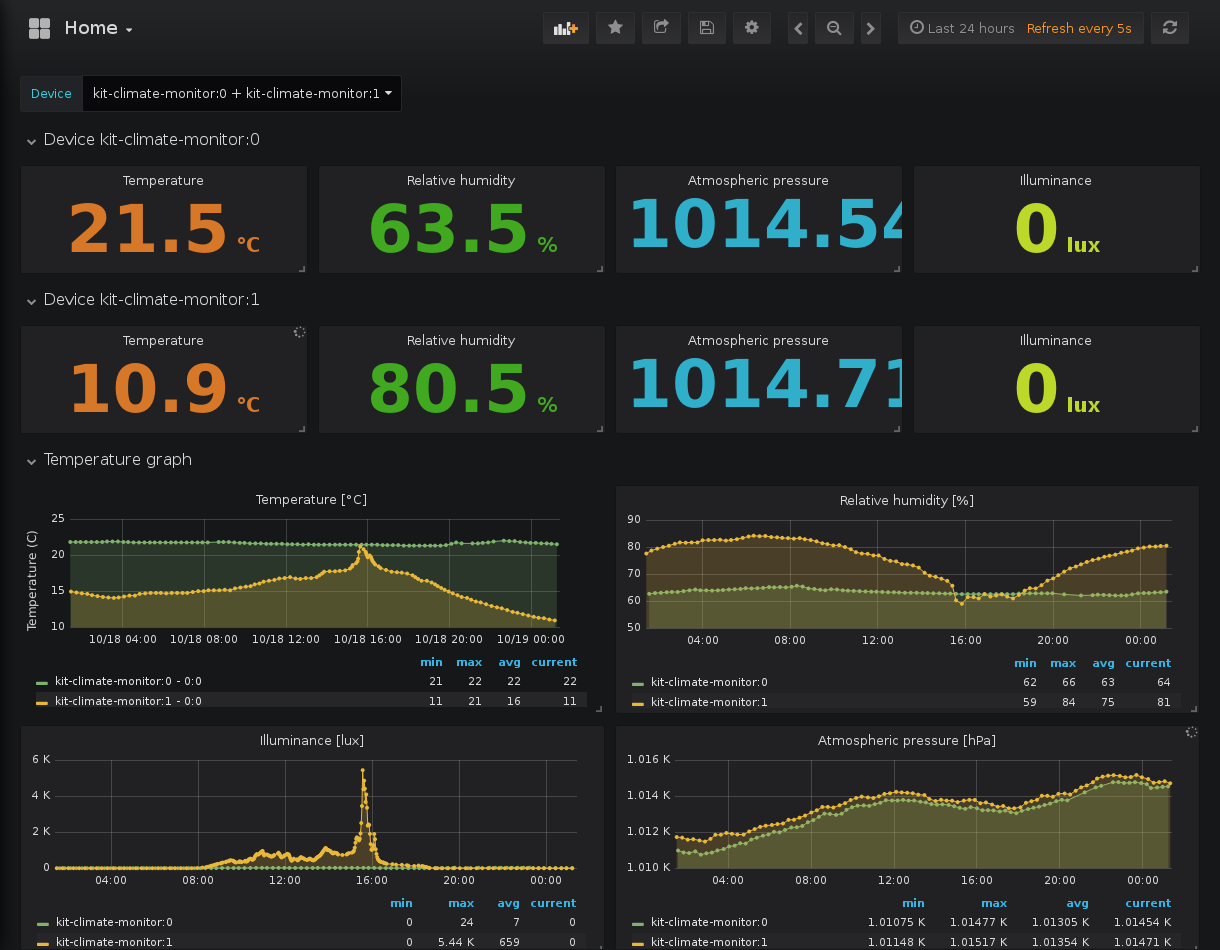 Home
Last 24 hours Refresh every 5s
Device kit-climate-monitor:0 + kit-climate-monitor:1
Device kit-climate-monitor:0
Temperature Relative humidity Atmospheric pressure Illuminance
21.5 °C 63.5 % 1014.54 0 lux
Device kit-climate-monitor:1
Temperature Relative humidity Atmospheric pressure Illuminance
10.9 °C 80.5 % 1014.71 0 lux
Temperature graph
Temperature [°C]
Temperature (C)
25
20
15
10
10/18 04:00 10/18 08:00 10/18 12:00 10/18 16:00 10/18 20:00 10/19 00:00
min max avg current
kit-climate-monitor:0 - 0:0 21 22 22 22
kit-climate-monitor:1 - 0:0 11 21 16 11
Relative humidity [%]
90
80
70
60
50
04:00 08:00 12:00 16:00 20:00 00:00
min max avg current
kit-climate-monitor:0 62 66 63 64
kit-climate-monitor:1 59 84 75 81
Illuminance [lux]
6 K
4 K
2 K
0
04:00 08:00 12:00 16:00 20:00 00:00
min max avg current
kit-climate-monitor:0 0 24 7 0
kit-climate-monitor:1 0 5.44 K 659 0
Atmospheric pressure [hPa]
1.016 K
1.014 K
1.012 K
1.010 K
04:00 08:00 12:00 16:00 20:00 00:00
min max avg current
kit-climate-monitor:0 1.01075 K 1.01477 K 1.01305 K 1.01454 K
kit-climate-monitor:1 1.01148 K 1.01517 K 1.01354 K 1.01471 K